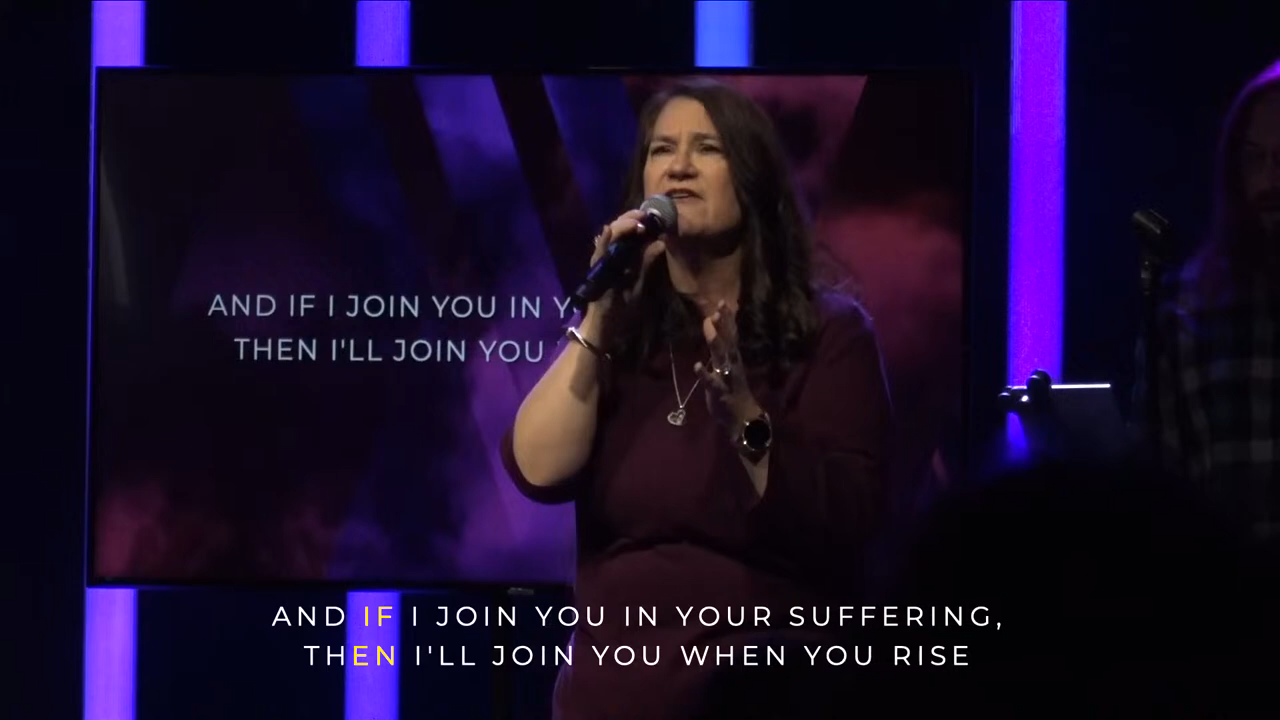 AND IF I JOIN YOU IN
THEN I'LL JOIN YOU
AND IF I JOIN YOU IN YOUR SUFFERING,
THEN I'LL JOIN YOU WHEN YOU RISE